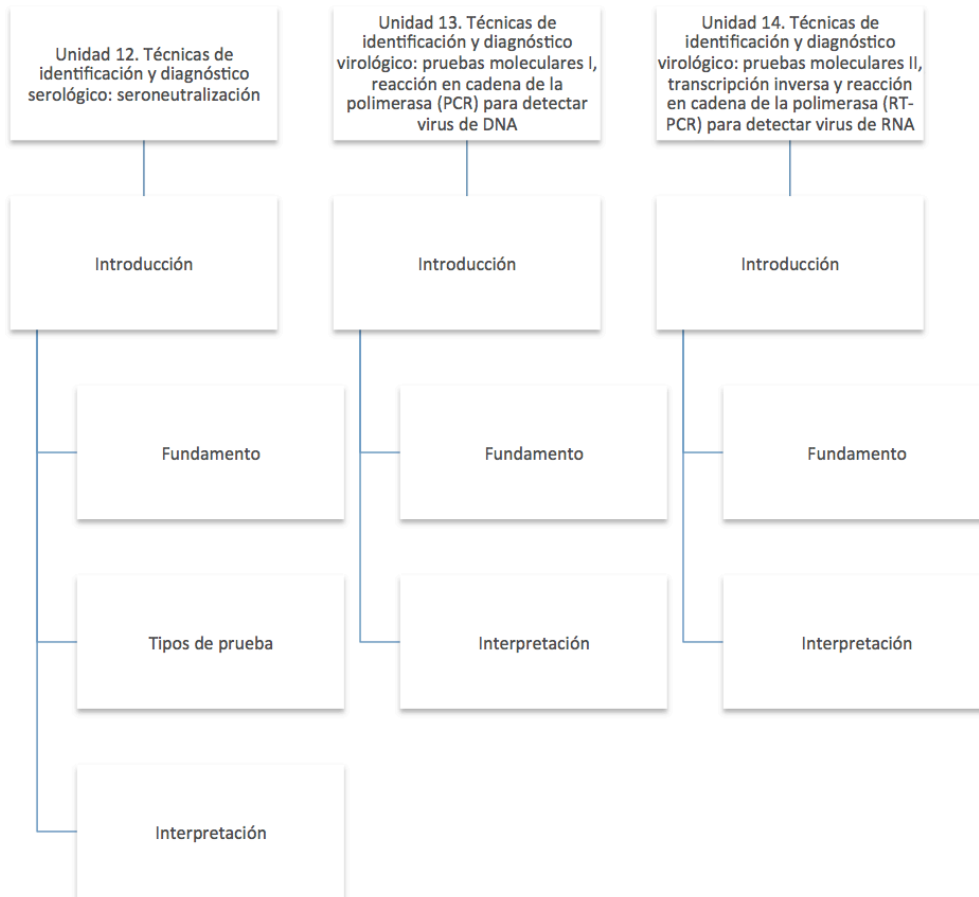 Unidad 12. Técnicas de
identificación y diagnóstico
serológico: seroneutralización
Introducción
Fundamento
Tipos de prueba
Interpretación
Unidad 13. Técnicas de
identificación y diagnóstico
virológico: pruebas moleculares I,
reacción en cadena de la
polimerasa (PCR) para detectar
virus de DNA
Introducción
Fundamento
Interpretación
Unidad 14. Técnicas de
identificación y diagnóstico
virológico: pruebas moleculares II,
transcripción inversa y reacción
en cadena de la polimerasa (RT-
PCR) para detectar virus de RNA
Introducción
Fundamento
Interpretación